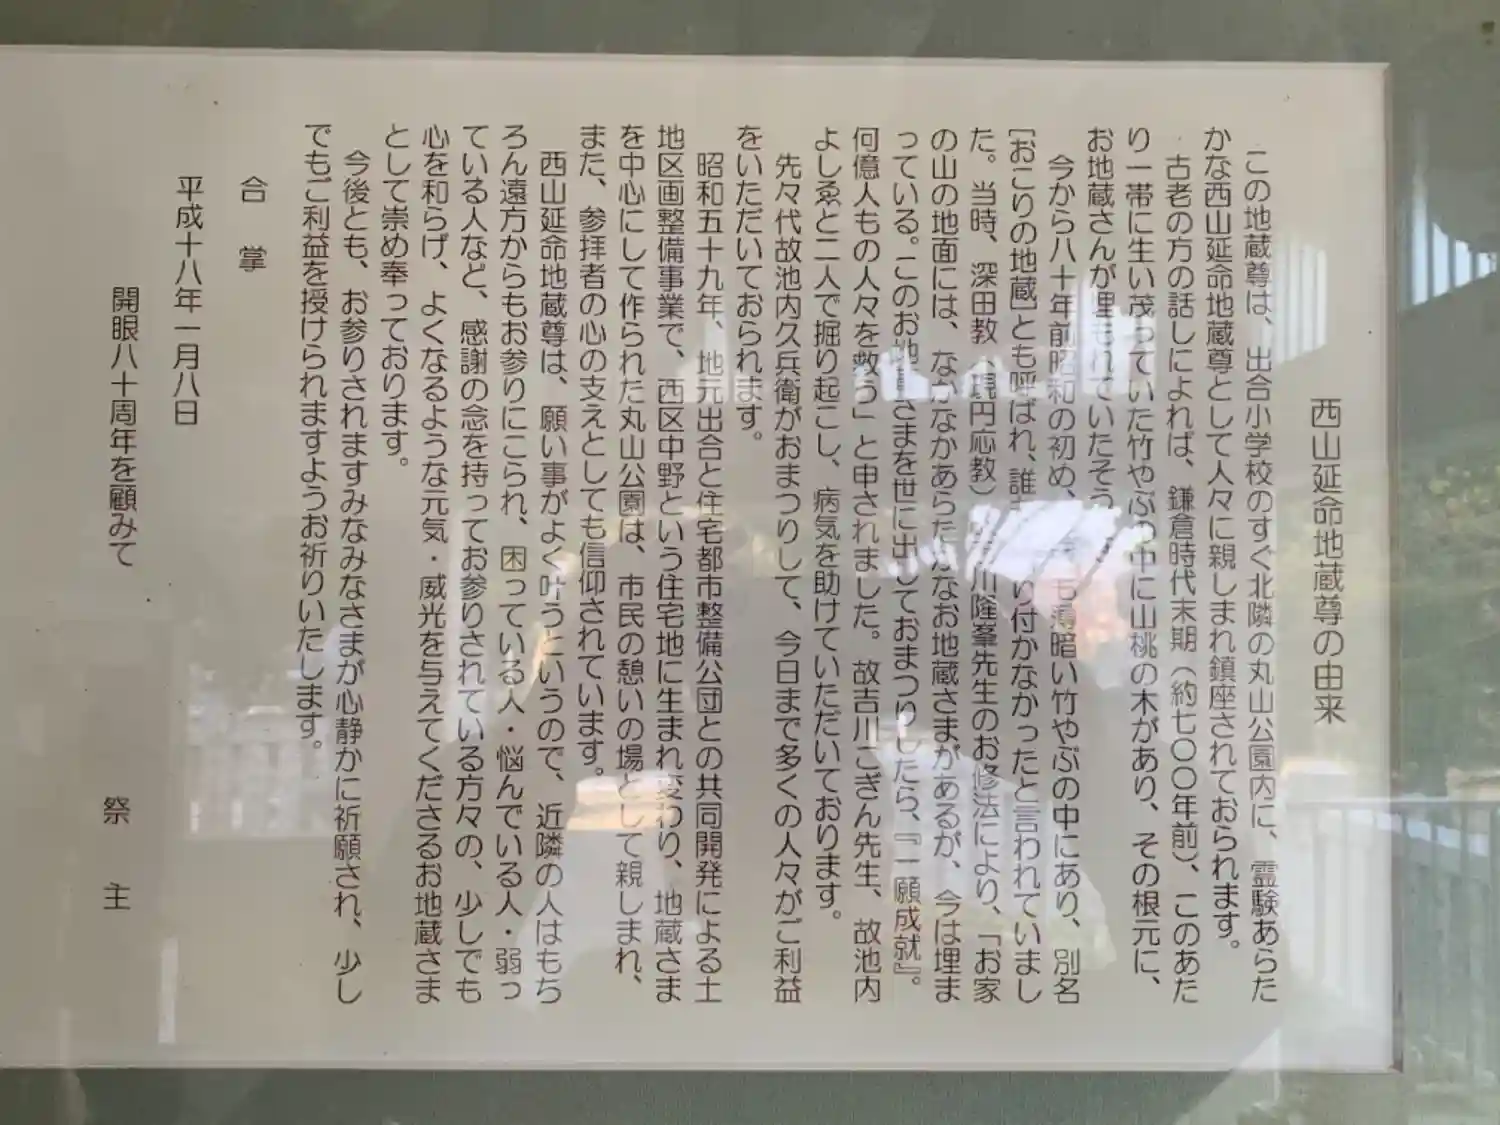 西山延命地蔵尊の由来
この地蔵尊は、出合小学校のすぐ北隣の丸山公園内に、霊験あらた
かな西山延命地蔵尊として人々に親しまれ鎮座されております。
古老の方の話しによれば、鎌倉時代末期（約七〇〇年前）、このあた
り一帯に生い茂っていた竹やぶの中に山桃の木があり、その根元に、
お地蔵さんが埋もれていたそう
今から八十年前昭和の初め、も薄暗い竹やぶの中にあり、別名
［おこりの地蔵］とも呼ばれ、誰り付かなかったと言われていまし
た。当時、深田教（現円応教）川隆峯先生のお修法により、「お家
の山の地面には、なかなかあらたかなお地蔵さまがあるが、今は埋ま
っている。このお地蔵さまを世に出しておまつりしたら、『一願成就』。
何億人もの人々を救う」と申されました。故吉川こぎん先生、故池内
よしゑと二人で掘り起こし、病気を助けていただいております。
先々代故池内久兵衛がおまつりして、今日まで多くの人々がご利益
をいただいておられます。
昭和五十九年、地元出合と住宅都市整備公団との共同開発による土
地区画整備事業で、西区中野という住宅地に生まれ変わり、地蔵さま
を中心にして作られた丸山公園は、市民の憩いの場として親しまれ、
また、参拝者の心の支えとしても信仰されています。
西山延命地蔵尊は、願い事がよく叶うというので、近隣の人はもち
ろん遠方からもお参りにこられ、困っている人・悩んでいる人・弱っ
ている人など、感謝の念を持ってお参りされている方々の、少しでも
心を和らげ、よくなるような元気・威光を与えてくださるお地蔵さま
として崇め奉っております。
今後とも、お参りされますみなみなさまが心静かに祈願され、少し
でもご利益を授けられますようお祈りいたします。
合掌
平成十八年一月八日
開眼八十周年を顧みて
祭主